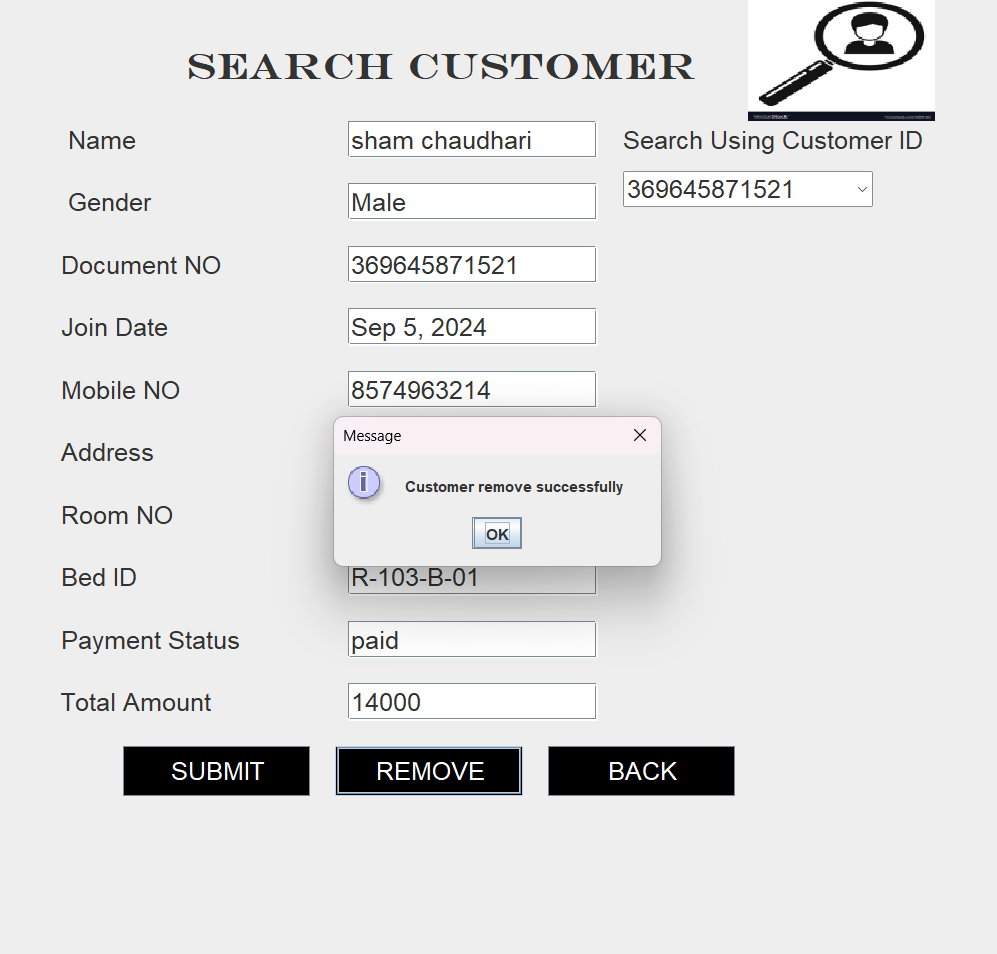 SEARCH CUSTOMER
Name
sham chaudhari
Search Using Customer ID
369645871521
Gender
Male
Document NO
369645871521
Join Date
Sep 5, 2024
Mobile NO
8574963214
Message
Address
Customer remove successfully
Room NO
OK
Bed ID
R-103-B-01
Payment Status
paid
Total Amount
14000
SUBMIT
REMOVE
BACK